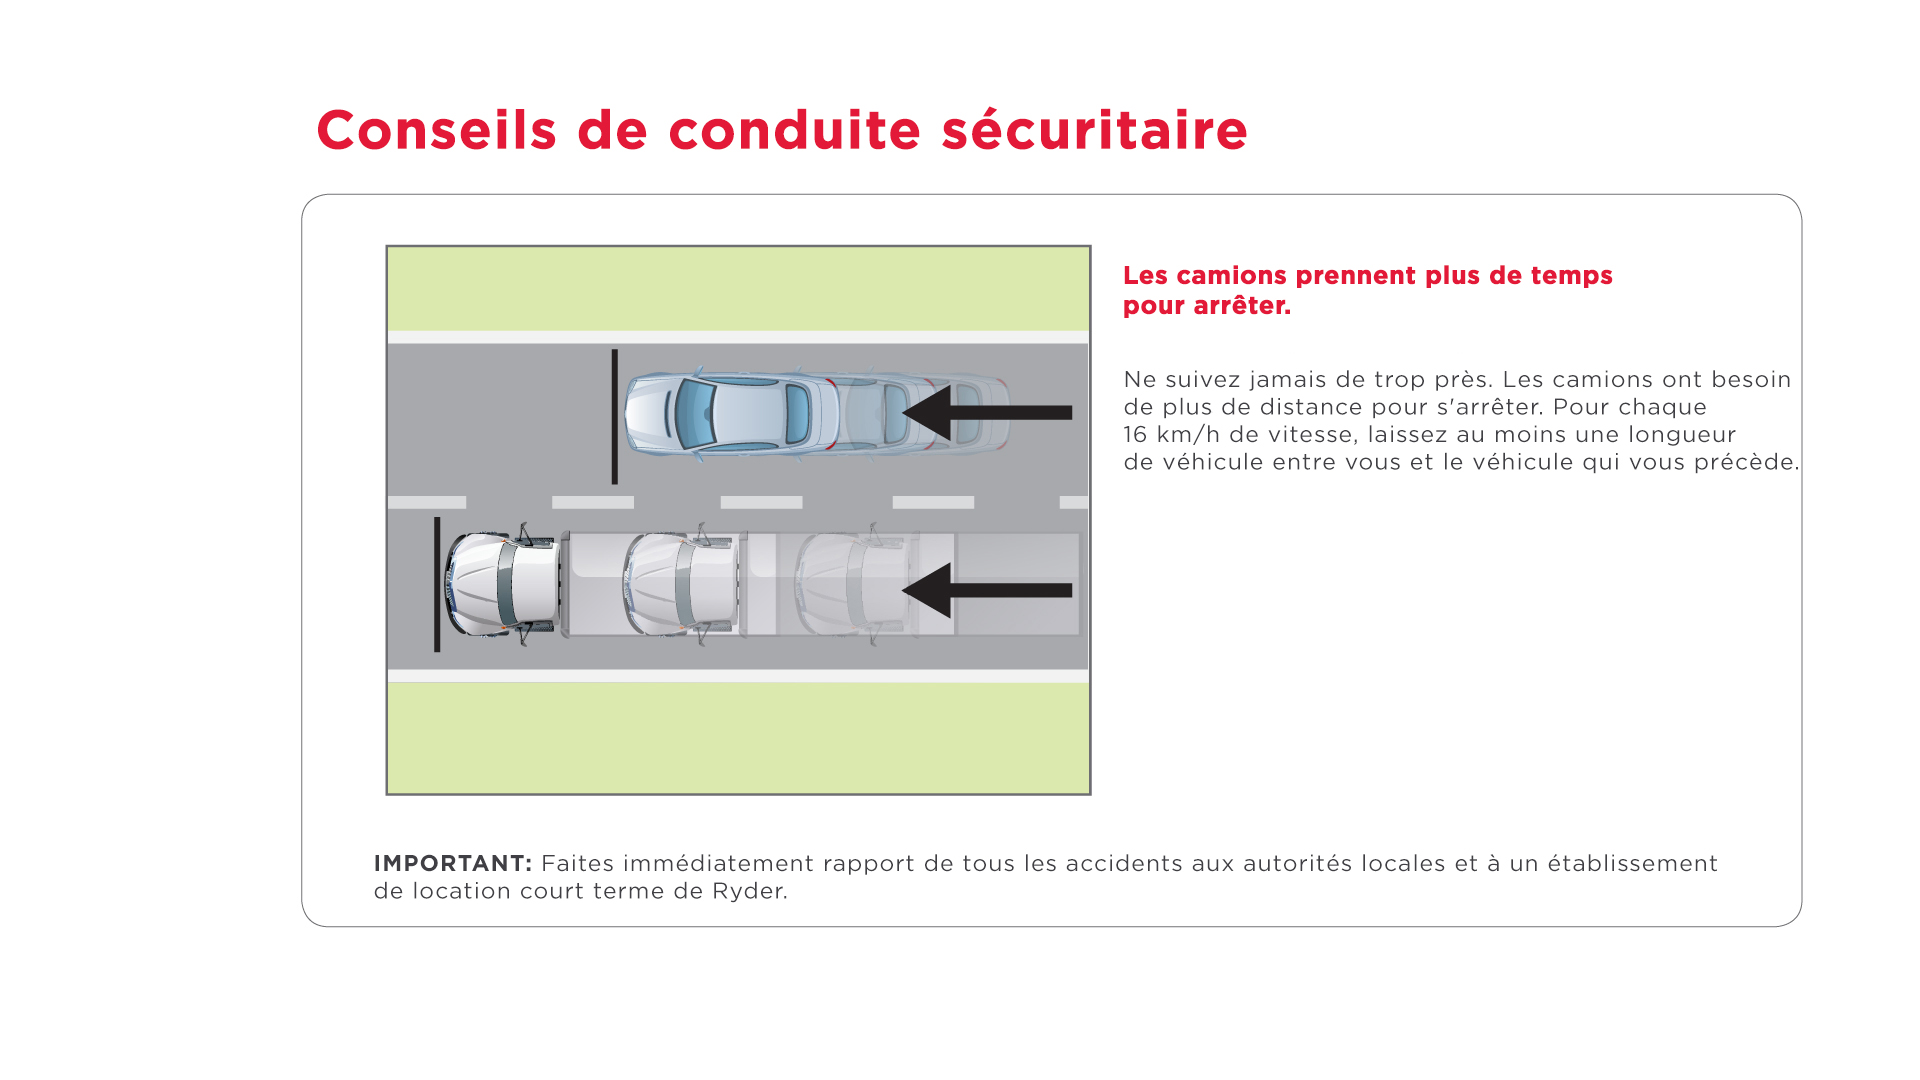 Conseils de conduite sécuritaire
Les camions prennent plus de temps
pour arrêter.
Ne suivez jamais de trop près. Les camions ont besoin
de plus de distance pour s'arrêter. Pour chaque
16 km/h de vitesse, laissez au moins une longueur
de véhicule entre vous et le véhicule qui vous précède.
IMPORTANT: Faites immédiatement rapport de tous les accidents aux autorités locales et à un établissement
de location court terme de Ryder.